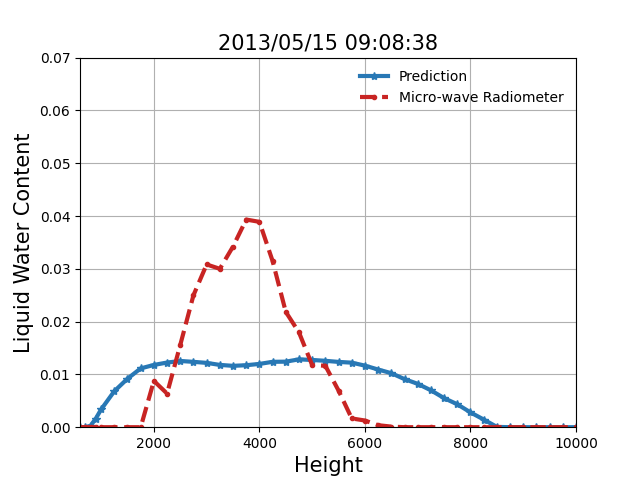 2013/05/15 09:08:38
Prediction
Micro-wave Radiometer
Liquid Water Content
0.07
0.06
0.05
0.04
0.03
0.02
0.01
0.00
2000 4000 6000 8000 10000
Height